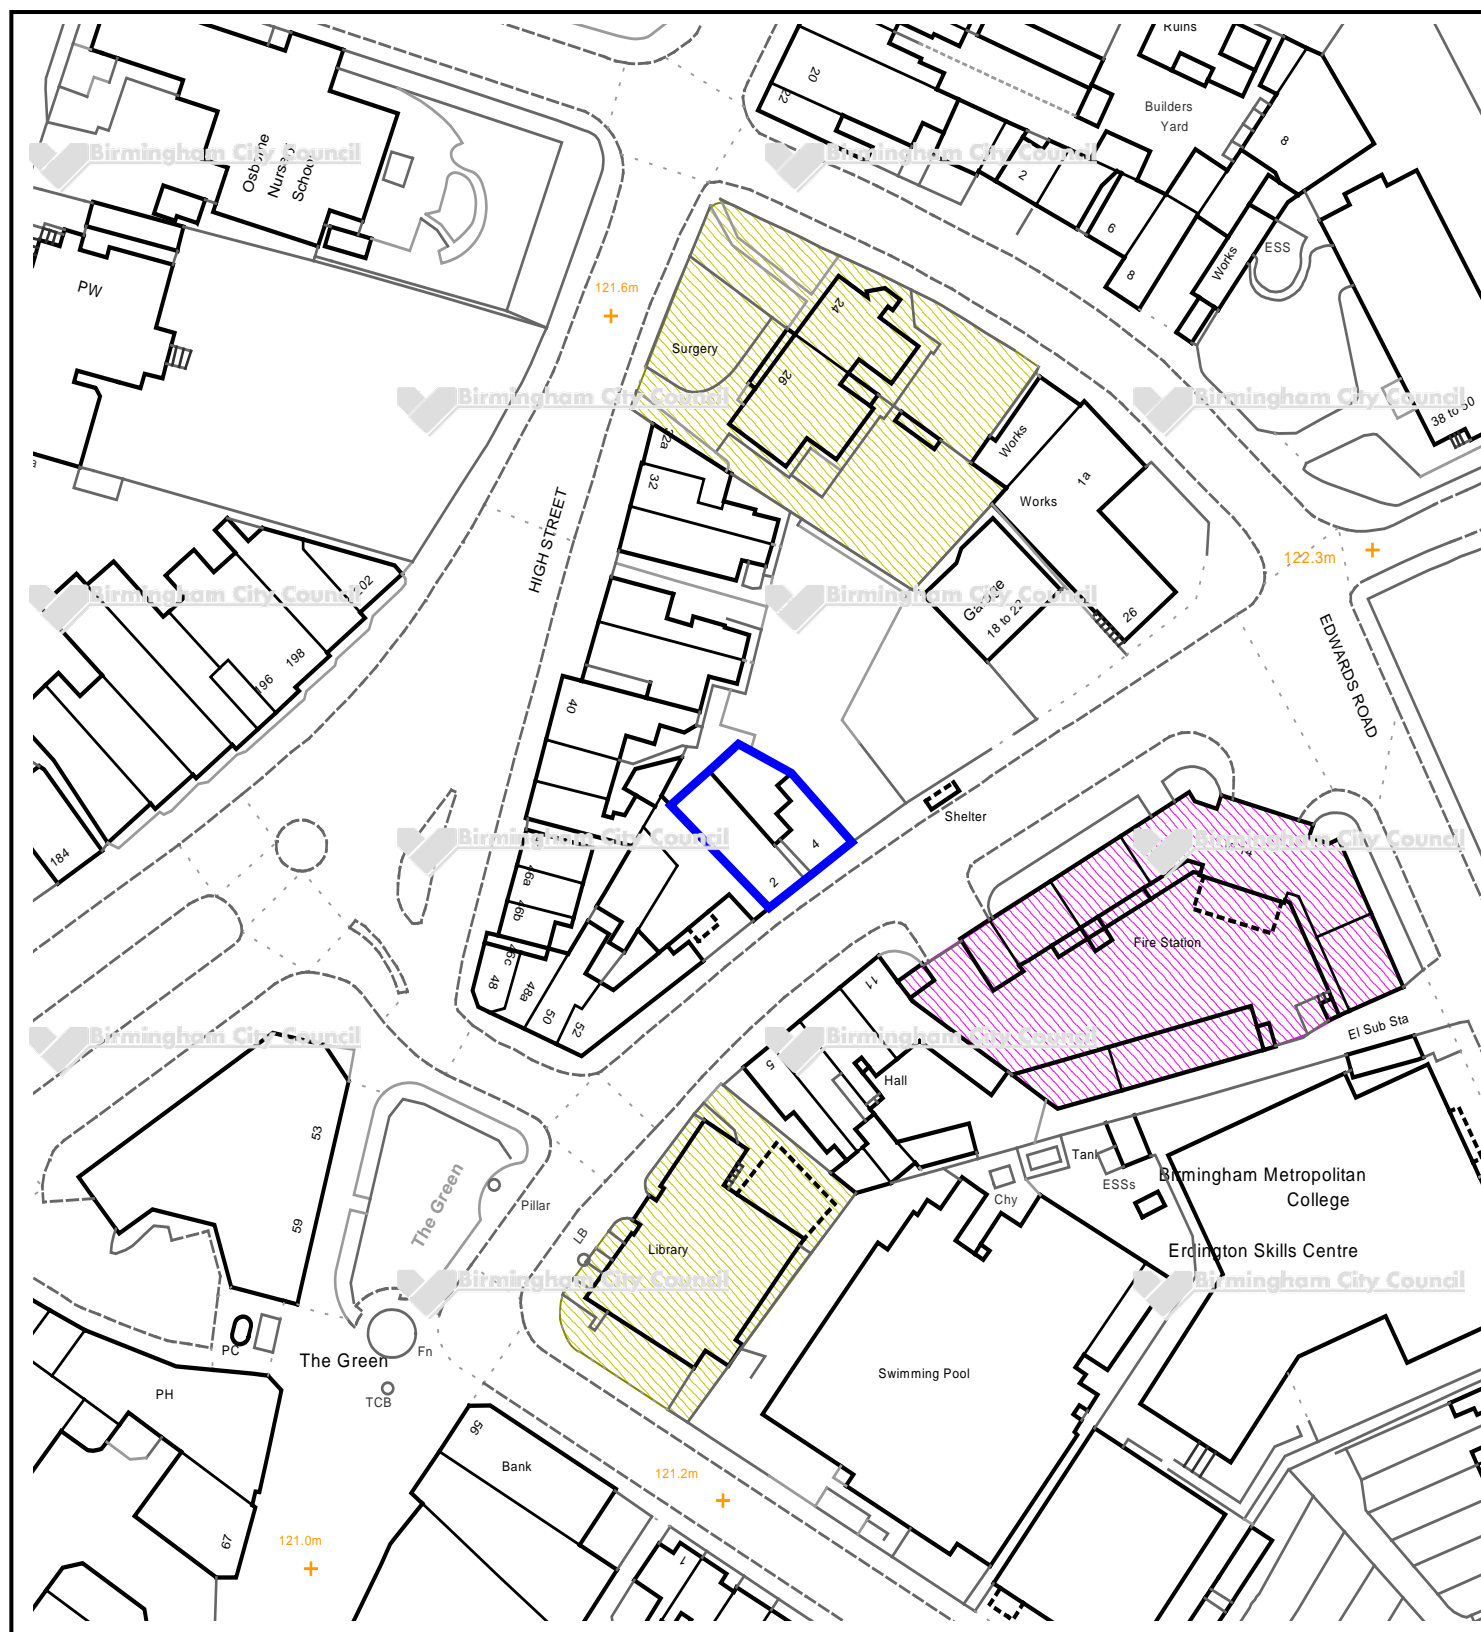 Ruins
20
22
Builders
Yard
8
Osborne
Nursery
School
Birmingham City Council
Birmingham City Council
2
6
8
Works
ESS
PW
121.6m
24
Surgery
26
Birmingham City Council
Birmingham City Council
38 to 50
32a
Works
32
1a
Works
HIGH STREET
122.3m
202
Birmingham City Council
Birmingham City Council
Garage
18 to 22
26
198
EDWARDS ROAD
196
40
Shelter
Birmingham City Council
Birmingham City Council
4
184
2
46a
46b
Fire Station
46c
48
48a
11
50
52
El Sub Sta
Birmingham City Council
Birmingham City Council
5
Hall
53
Tank
Birmingham Metropolitan
College
ESSs
Chy
The Green
Pillar
59
LB
Library
Erdington Skills Centre
Birmingham City Council
Birmingham City Council
PC
The Green
Fn
Swimming Pool
PH
TCB
56
Bank
121.2m
67
121.0m
1